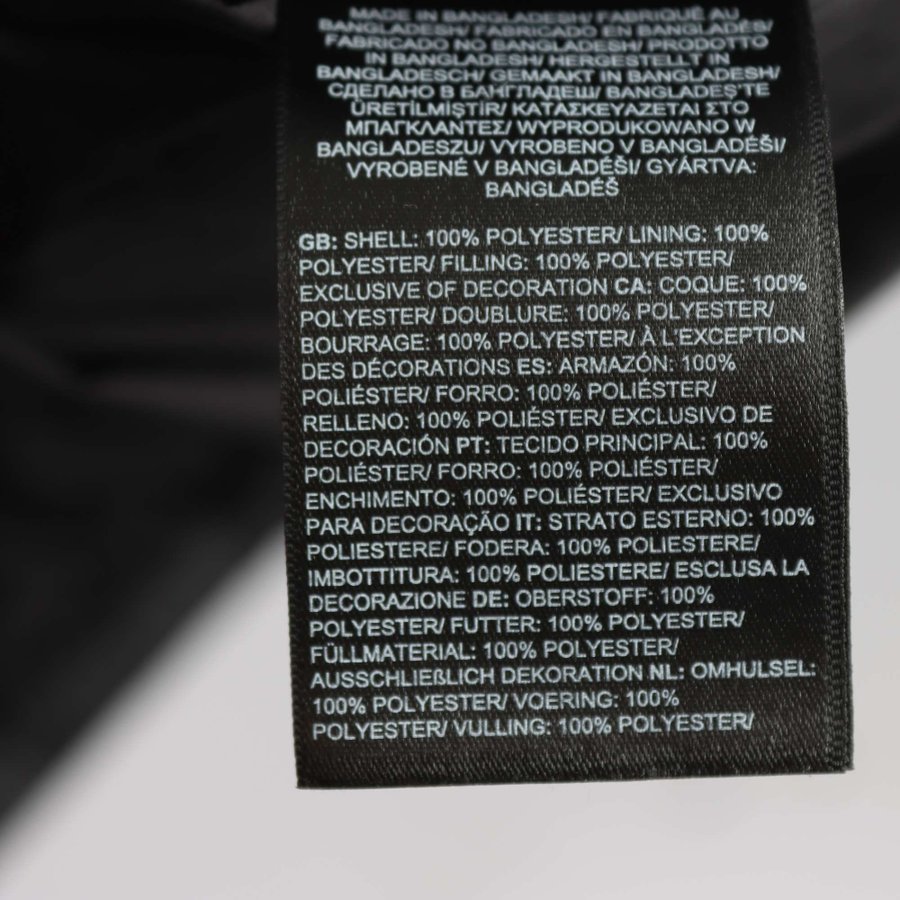 MADE IN BANGLADESH/ FABRIQUÉ AU
BANGLADESH/ FABRICADO EN BANGLADÉS/
FABRICADO NO BANGLADESH/ PRODOTTO
IN BANGLADESH/ HERGESTELLT IN
BANGLADESCH/ GEMAAKT IN BANGLADESH/
СДЕЛАНО В БАНГЛАДЕШ/ BANGLADEŞ'TE
ÜRETİLMİŞTİR/ ΚΑΤΑΣΚΕΥΑΖΕΤΑΙ ΣΤΟ
ΜΠΑΓΚΛΑΝΤΕΣ/ WYPRODUKOWANO W
BANGLADESZU/ VYROBENO V BANGLADÉŠI/
VYROBENÉ V BANGLADÉŠI/ GYÁRTVA:
BANGLADÉŠ
GB: SHELL: 100% POLYESTER/ LINING: 100%
POLYESTER/ FILLING: 100% POLYESTER/
EXCLUSIVE OF DECORATION CA: COQUE: 100%
POLYESTER/ DOUBLURE: 100% POLYESTER/
BOURRAGE: 100% POLYESTER/ À L'EXCEPTION
DES DÉCORATIONS ES: ARMAZÓN: 100%
POLIÉSTER/ FORRO: 100% POLIÉSTER/
RELLENO: 100% POLIÉSTER/ EXCLUSIVO DE
DECORACIÓN PT: TECIDO PRINCIPAL: 100%
POLIÉSTER/ FORRO: 100% POLIÉSTER/
ENCHIMENTO: 100% POLIÉSTER/ EXCLUSIVO
PARA DECORAÇÃO IT: STRATO ESTERNO: 100%
POLIESTERE/ FODERA: 100% POLIESTERE/
IMBOTTITURA: 100% POLIESTERE/ ESCLUSA LA
DECORAZIONE DE: OBERSTOFF: 100%
POLYESTER/ FUTTER: 100% POLYESTER/
FÜLLMATERIAL: 100% POLYESTER/
AUSSCHLIEßLICH DEKORATION NL: OMHULSEL:
100% POLYESTER/ VOERING: 100%
POLYESTER/ VULLING: 100% POLYESTER/